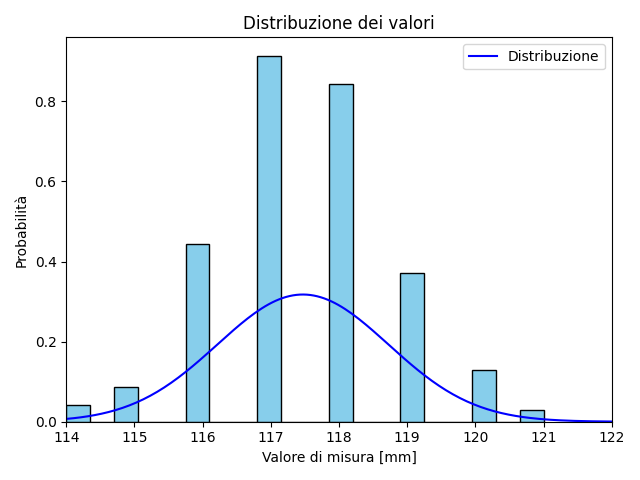 Distribuzione dei valori
Distribuzione
Probabilità
0.8
0.6
0.4
0.2
0.0
114 115 116 117 118 119 120 121 122
Valore di misura [mm]